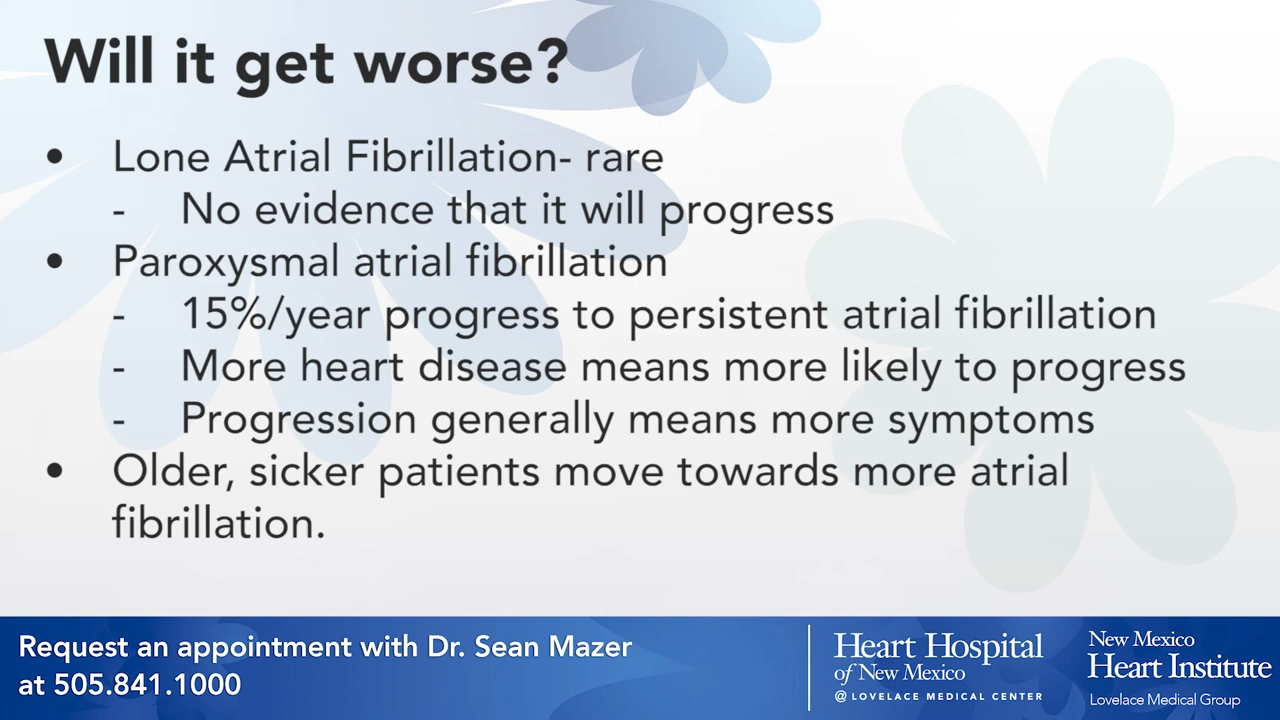 Will it get worse?
• Lone Atrial Fibrillation- rare
- No evidence that it will progress
• Paroxysmal atrial fibrillation
- 15%/year progress to persistent atrial fibrillation
- More heart disease means more likely to progress
- Progression generally means more symptoms
• Older, sicker patients move towards more atrial
fibrillation.
Request an appointment with Dr. Sean Mazer
at 505.841.1000
Heart Hospital
of New Mexico
@ LOVELACE MEDICAL CENTER
New Mexico
Heart Institute
Lovelace Medical Group